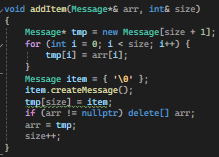 void addItem(Message*& arr, int& size)
{
    Message* tmp = new Message[size + 1];
    for (int i = 0; i < size; i++) {
        tmp[i] = arr[i];
    }
    Message item = { '\0' };
    item.createMessage();
    tmp[size] = item;
    if (arr != nullptr) delete[] arr;
    arr = tmp;
    size++;
}